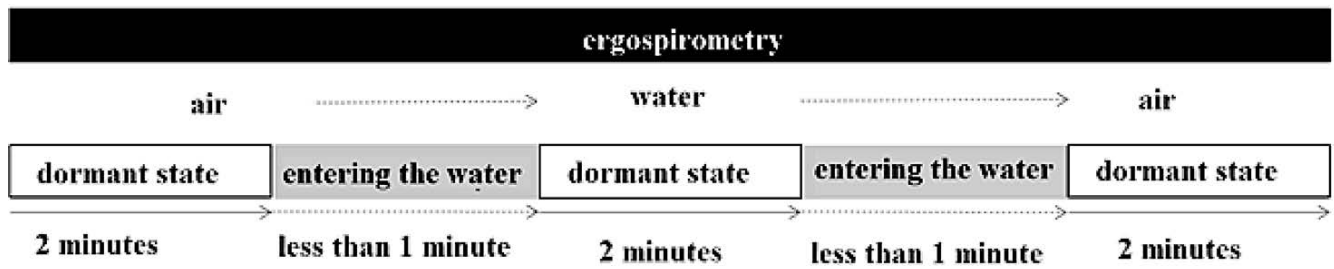 ergospirometry
air water air
dormant state entering the water dormant state entering the water dormant state
2 minutes less than 1 minute 2 minutes less than 1 minute 2 minutes